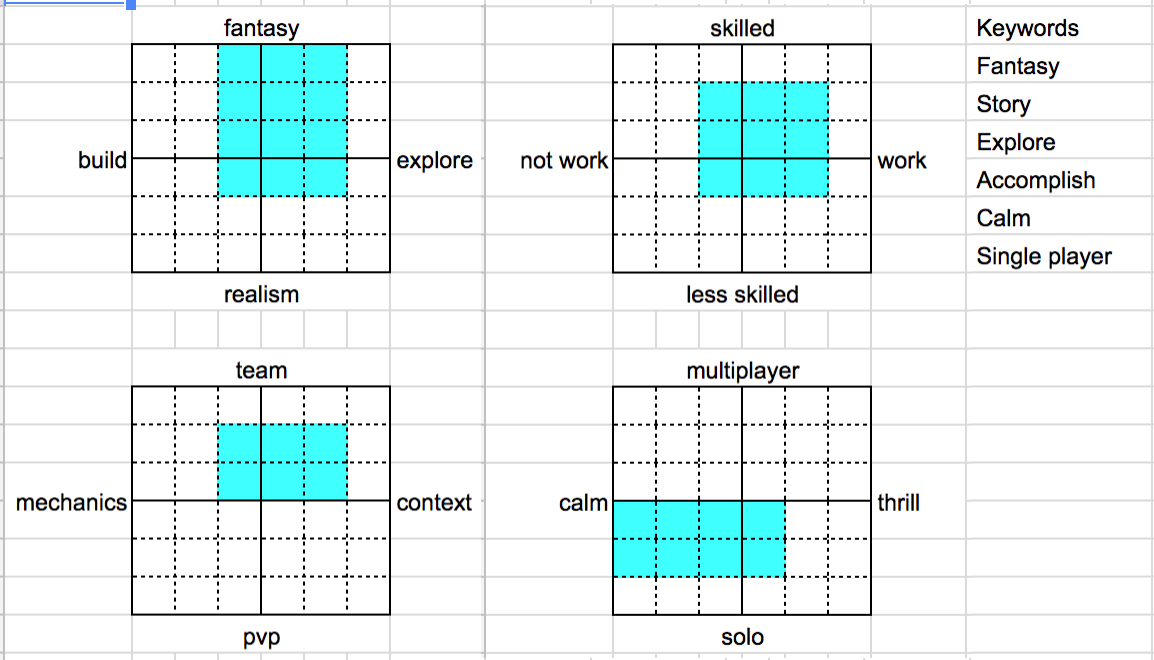 fantasy
skilled
Keywords
Fantasy
Story
Explore
build
explore
not work
work
Accomplish
Calm
Single player
realism
less skilled
team
multiplayer
mechanics
context
calm
thrill
pvp
solo